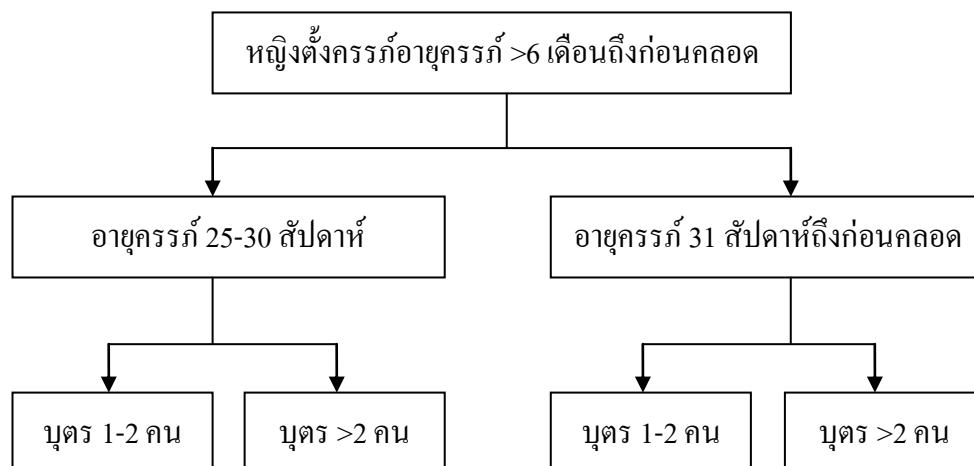 หญิงตั้งครรภ์อายุครรภ์ >6 เดือนถึงก่อนคลอด
อายุครรภ์ 25-30 สัปดาห์
อายุครรภ์ 31 สัปดาห์ถึงก่อนคลอด
บุตร 1-2 คน
บุตร >2 คน
บุตร 1-2 คน
บุตร >2 คน